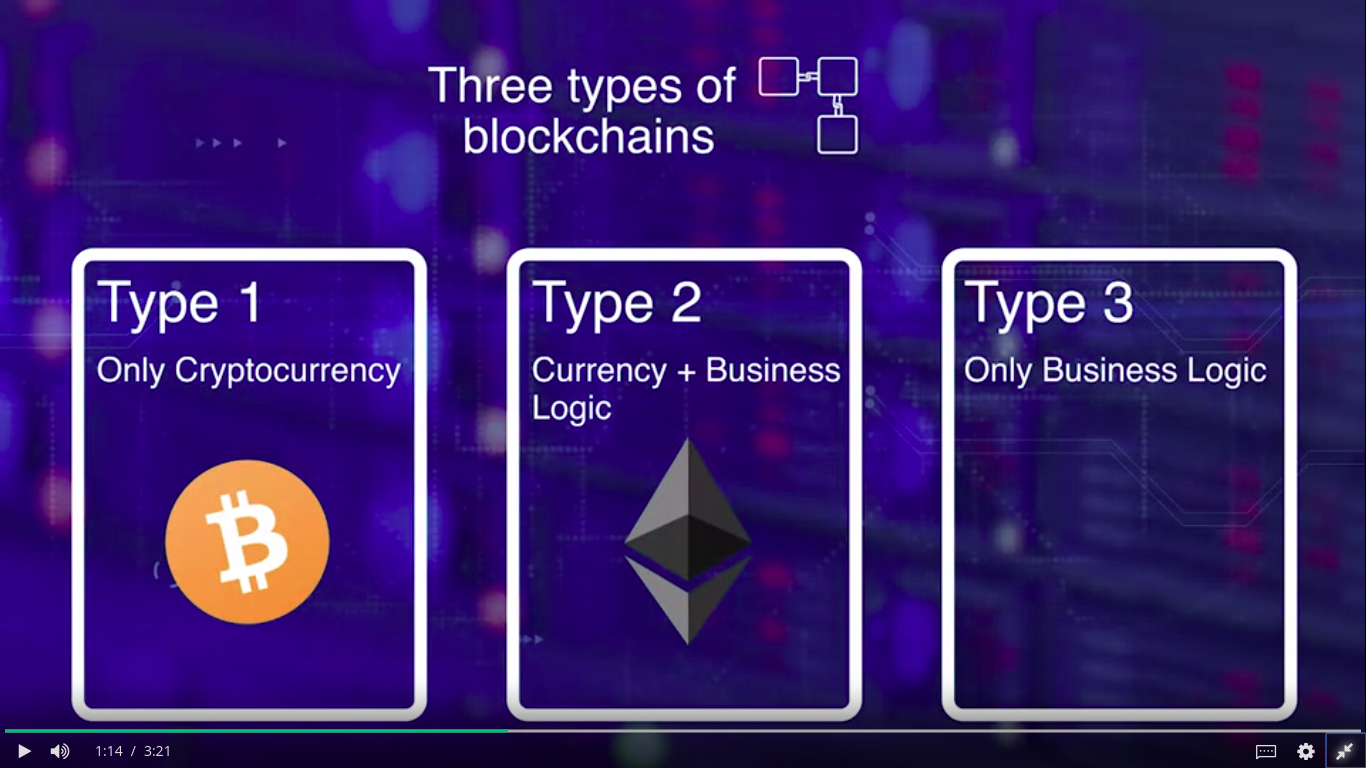 Three types of
blockchains
Type 1
Only Cryptocurrency
Type 2
Currency + Business
Logic
Type 3
Only Business Logic
1:14 / 3:21